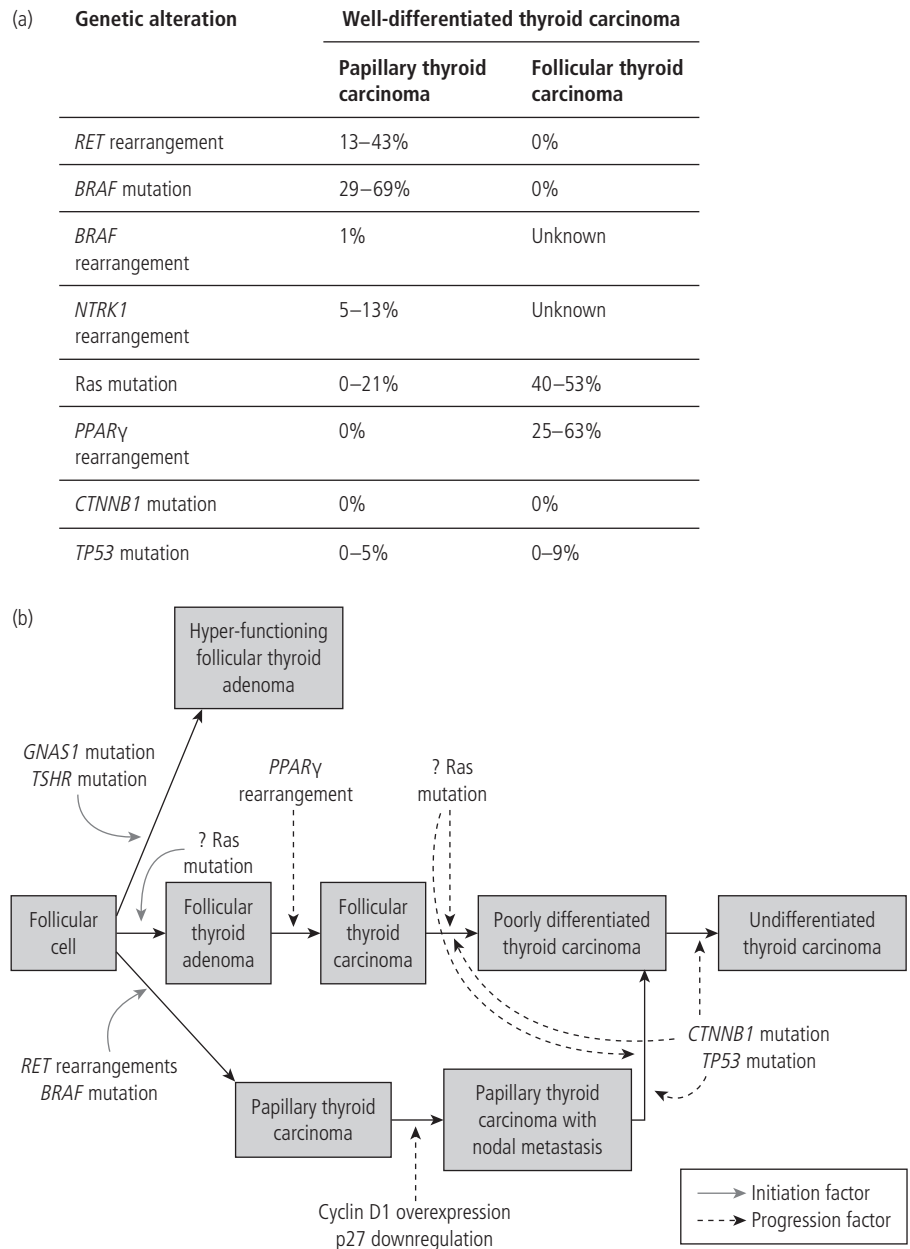 (a) Genetic alteration Well-differentiated thyroid carcinoma
Papillary thyroid Follicular thyroid
carcinoma carcinoma
RET rearrangement 13–43% 0%
BRAF mutation 29–69% 0%
BRAF 1% Unknown
rearrangement
NTRK1 5–13% Unknown
rearrangement
Ras mutation 0–21% 40–53%
PPARγ 0% 25–63%
rearrangement
CTNNB1 mutation 0% 0%
TP53 mutation 0–5% 0–9%
(b)
Hyper-functioning
follicular thyroid
adenoma
GNAS1 mutation
TSHR mutation
? Ras
mutation
PPARγ
rearrangement
? Ras
mutation
Follicular
cell
Follicular
thyroid
adenoma
Follicular
thyroid
carcinoma
Poorly differentiated
thyroid carcinoma
Undifferentiated
thyroid carcinoma
RET rearrangements
BRAF mutation
CTNNB1 mutation
TP53 mutation
Papillary thyroid
carcinoma
Papillary thyroid
carcinoma with
nodal metastasis
Cyclin D1 overexpression
p27 downregulation
Initiation factor
Progression factor